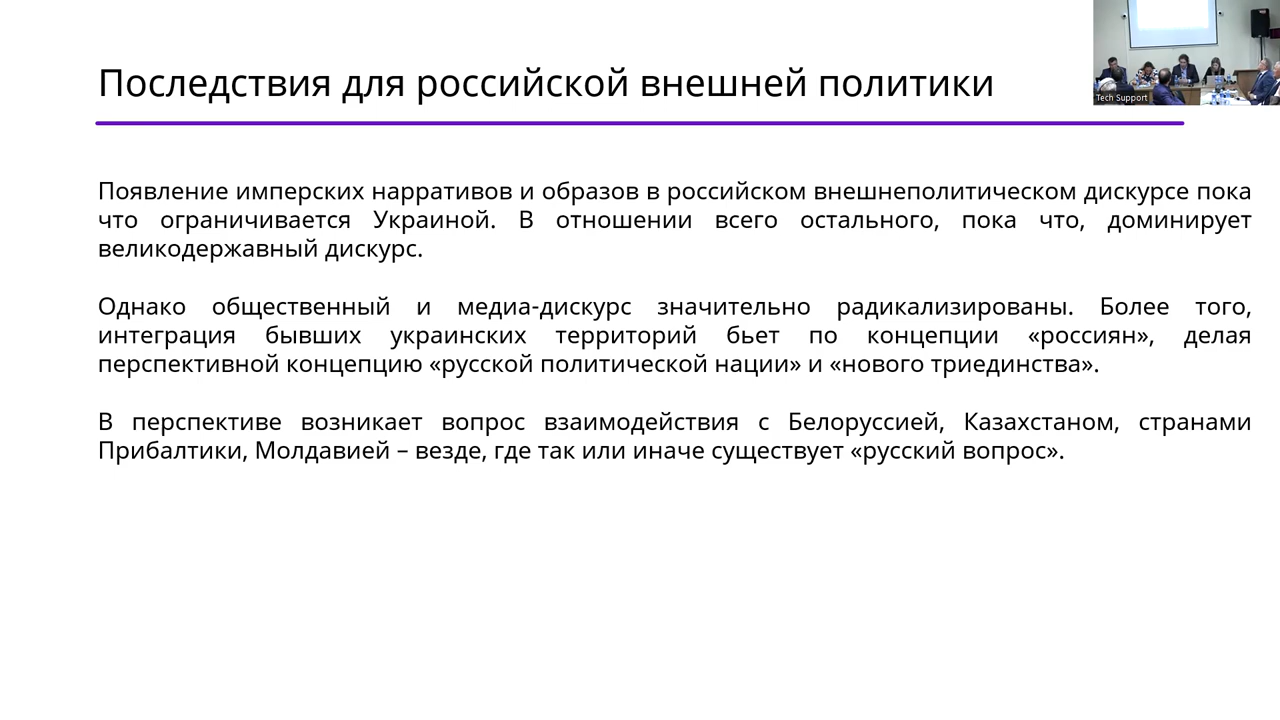 Последствия для российской внешней политики
Tech Support
Появление имперских нарративов и образов в российском внешнеполитическом дискурсе пока
что ограничивается Украиной. В отношении всего остального, пока что, доминирует
великодержавный дискурс.
Однако общественный и медиа-дискурс значительно радикализированы. Более того,
интеграция бывших украинских территорий бьет по концепции «россиян», делая
перспективной концепцию «русской политической нации» и «нового триединства».
В перспективе возникает вопрос взаимодействия с Белоруссией, Казахстаном, странами
Прибалтики, Молдавией – везде, где так или иначе существует «русский вопрос».